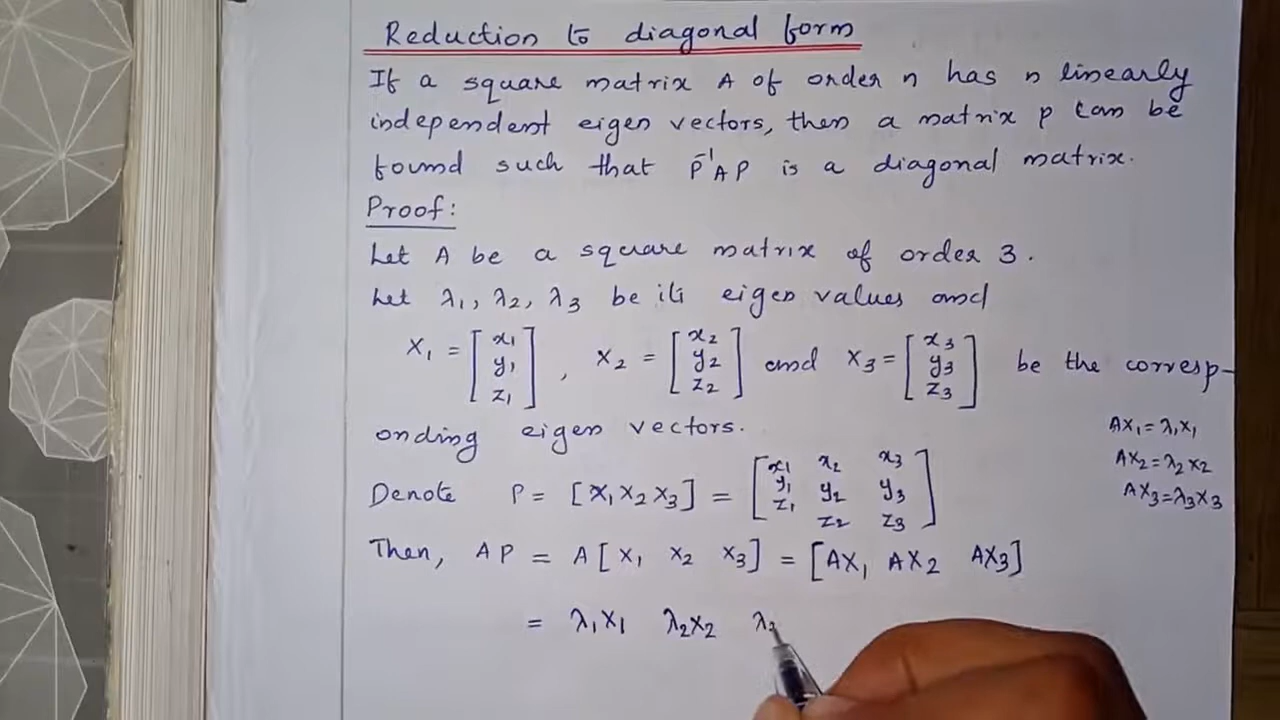 Reduction to diagonal form
If a square matrix A of order n has n linearly
independent eigen vectors, then a matrix p can be
found such that P⁻¹AP is a diagonal matrix.
Proof:
Let A be a square matrix of order 3.
Let λ₁, λ₂, λ₃ be its eigen values and
X₁ = [x₁ y₁ z₁], X₂ = [x₂ y₂ z₂] and X₃ = [x₃ y₃ z₃] be the corresp-
onding eigen vectors.
AX₁ = λ₁X₁
AX₂ = λ₂X₂
AX₃ = λ₃X₃
Denote P = [X₁ X₂ X₃] = [x₁ x₂ x₃
y₁ y₂ y₃
z₁ z₂ z₃]
Then, AP = A[X₁ X₂ X₃] = [AX₁ AX₂ AX₃]
= λ₁X₁ λ₂X₂ λ₃